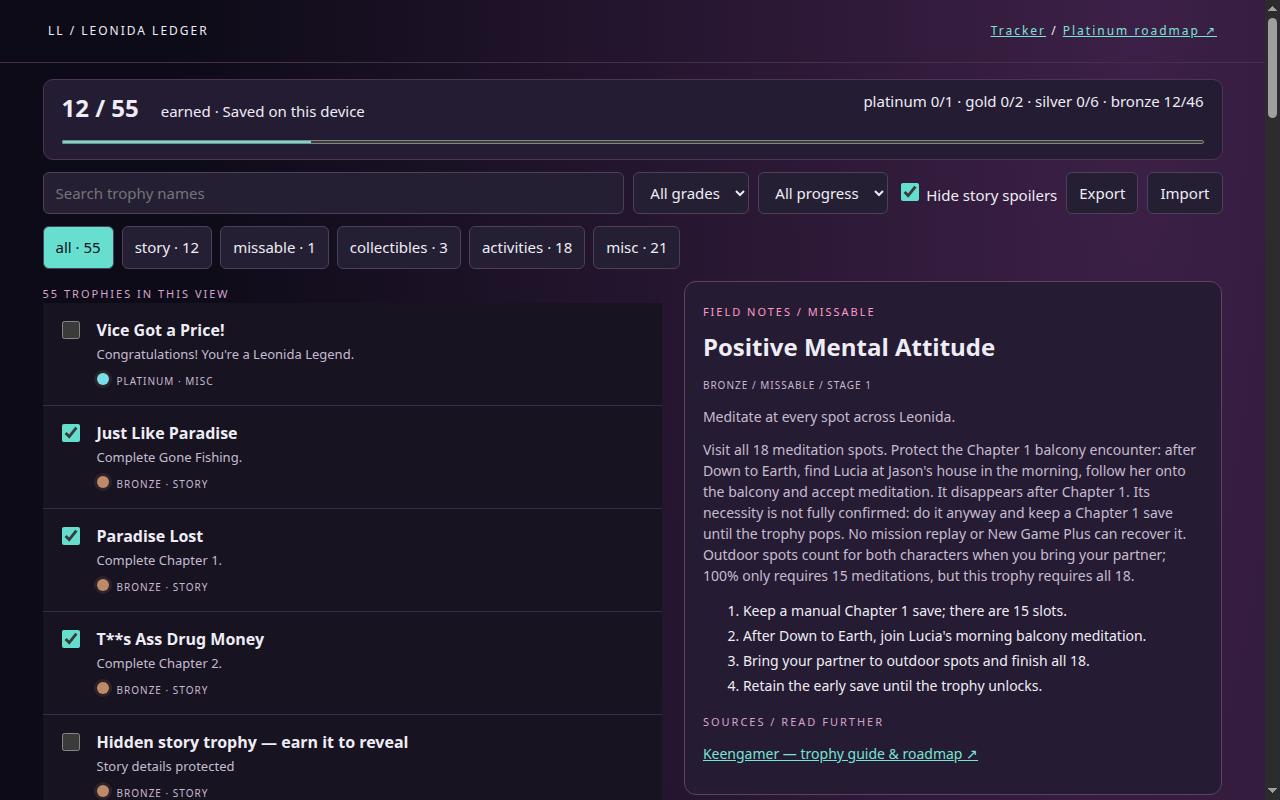 LL / LEONIDA LEDGER
Tracker / Platinum roadmap ↗
12 / 55 earned · Saved on this device
platinum 0/1 · gold 0/2 · silver 0/6 · bronze 12/46
Search trophy names
All grades
All progress
Hide story spoilers
Export
Import
all · 55
story · 12
missable · 1
collectibles · 3
activities · 18
misc · 21
55 TROPHIES IN THIS VIEW
Vice Got a Price!
Congratulations! You're a Leonida Legend.
PLATINUM · MISC
Just Like Paradise
Complete Gone Fishing.
BRONZE · STORY
Paradise Lost
Complete Chapter 1.
BRONZE · STORY
T**s Ass Drug Money
Complete Chapter 2.
BRONZE · STORY
Hidden story trophy — earn it to reveal
Story details protected
BRONZE · STORY
FIELD NOTES / MISSABLE
Positive Mental Attitude
BRONZE / MISSABLE / STAGE 1
Meditate at every spot across Leonida.
Visit all 18 meditation spots. Protect the Chapter 1 balcony encounter: after
Down to Earth, find Lucia at Jason's house in the morning, follow her onto
the balcony and accept meditation. It disappears after Chapter 1. Its
necessity is not fully confirmed: do it anyway and keep a Chapter 1 save
until the trophy pops. No mission replay or New Game Plus can recover it.
Outdoor spots count for both characters when you bring your partner;
100% only requires 15 meditations, but this trophy requires all 18.
1. Keep a manual Chapter 1 save; there are 15 slots.
2. After Down to Earth, join Lucia's morning balcony meditation.
3. Bring your partner to outdoor spots and finish all 18.
4. Retain the early save until the trophy unlocks.
SOURCES / READ FURTHER
Keengamer — trophy guide & roadmap ↗